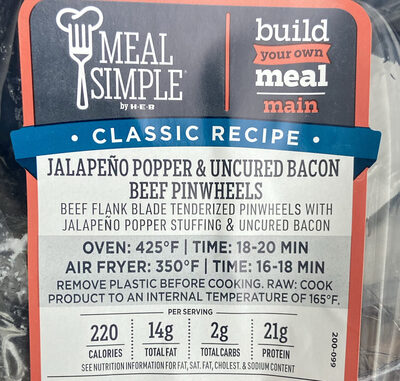 MEAL
SIMPLE
by H-E-B
build
your own
meal
main
• CLASSIC RECIPE •
JALAPEÑO POPPER & UNCURED BACON
BEEF PINWHEELS
BEEF FLANK BLADE TENDERIZED PINWHEELS WITH
JALAPEÑO POPPER STUFFING & UNCURED BACON
OVEN: 425°F | TIME: 18-20 MIN
AIR FRYER: 350°F | TIME: 16-18 MIN
REMOVE PLASTIC BEFORE COOKING. RAW: COOK
PRODUCT TO AN INTERNAL TEMPERATURE OF 165°F.
PER SERVING
220 14g 2g 21g
CALORIES TOTAL FAT TOTAL CARBS PROTEIN
SEE NUTRITION INFORMATION FOR FAT, SAT. FAT, CHOLEST. & SODIUM CONTENT
200-099